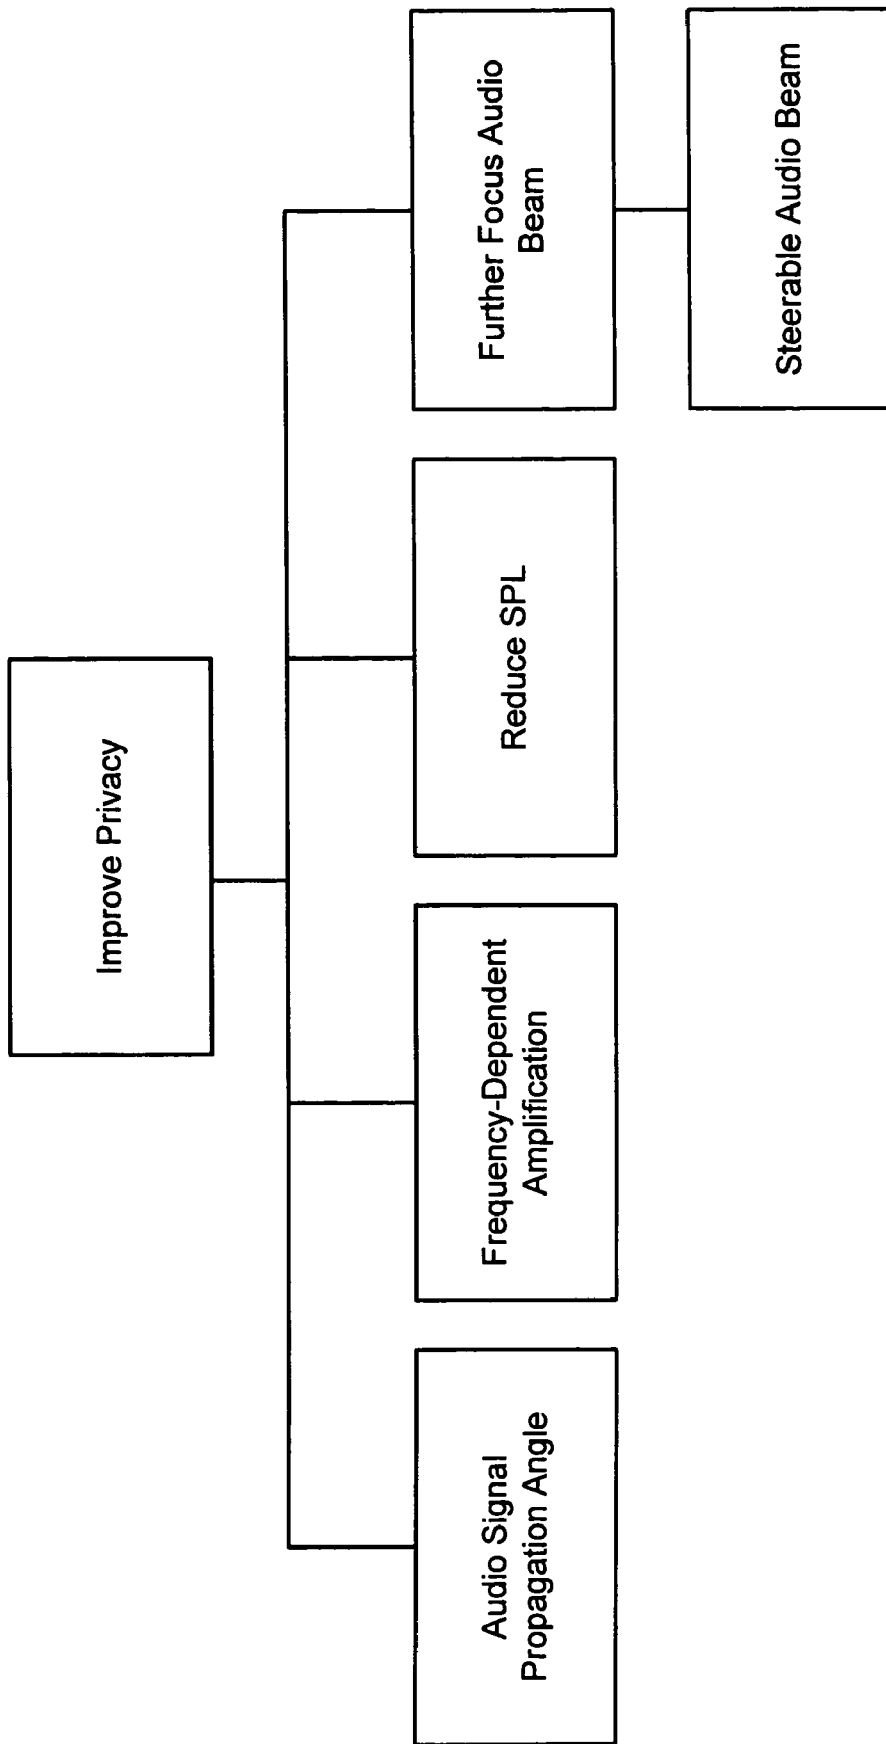 Improve Privacy
Audio Signal
Propagation Angle
Frequency-Dependent
Amplification
Reduce SPL
Further Focus Audio
Beam
Steerable Audio Beam